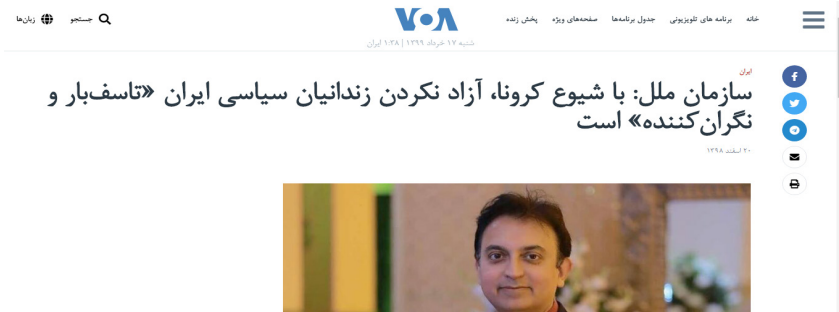 خانه   برنامه های تلویزیونی   جدول برنامه‌ها   صفحه‌های ویژه   پخش زنده   VOA   جستجو   زبان‌ها
شنبه ۱۷ خرداد ۱۳۹۹ | ۱:۳۸ ایران
ایران
سازمان ملل: با شیوع کرونا، آزاد نکردن زندانیان سیاسی ایران «تاسف‌بار و
نگران‌کننده» است
۲۰ اسفند ۱۳۹۸